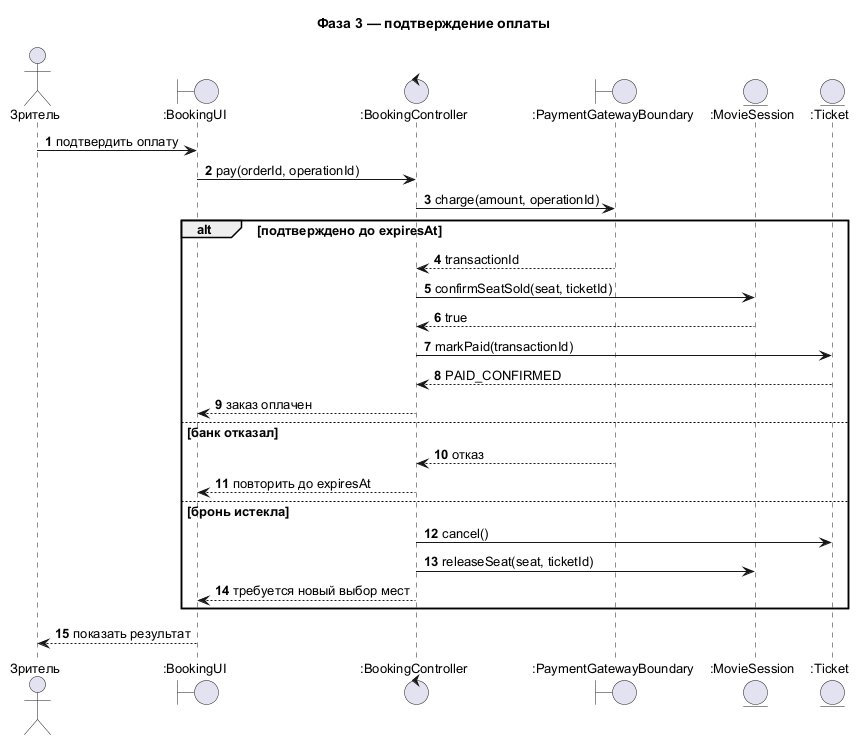 Фаза 3 — подтверждение оплаты
Зритель
:BookingUI
:BookingController
:PaymentGatewayBoundary
:MovieSession
:Ticket
1 подтвердить оплату
2 pay(orderId, operationId)
3 charge(amount, operationId)
alt [подтверждено до expiresAt]
4 transactionId
5 confirmSeatSold(seat, ticketId)
6 true
7 markPaid(transactionId)
8 PAID_CONFIRMED
9 заказ оплачен
[банк отказал]
10 отказ
11 повторить до expiresAt
[бронь истекла]
12 cancel()
13 releaseSeat(seat, ticketId)
14 требуется новый выбор мест
15 показать результат
Зритель
:BookingUI
:BookingController
:PaymentGatewayBoundary
:MovieSession
:Ticket